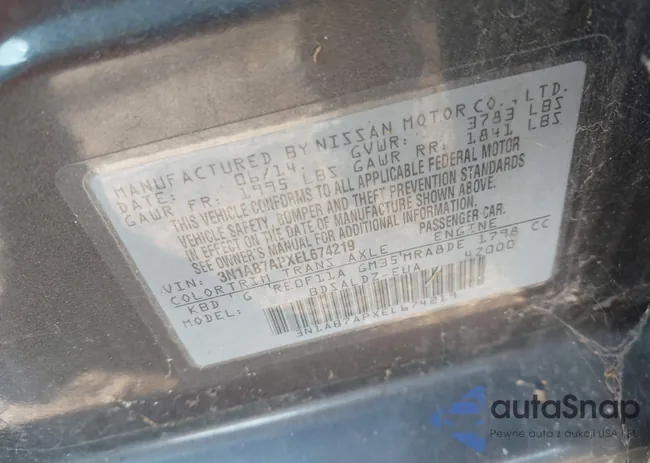 MANUFACTURED BY NISSAN MOTOR CO., LTD.
DATE: 06/14 GVWR: 3783 LBS
GAWR FR: 1995 LBS GAWR RR: 1841 LBS
THIS VEHICLE CONFORMS TO ALL APPLICABLE FEDERAL MOTOR
VEHICLE SAFETY, BUMPER AND THEFT PREVENTION STANDARDS
IN EFFECT ON THE DATE OF MANUFACTURE SHOWN ABOVE.
SEE OWNER'S MANUAL FOR ADDITIONAL INFORMATION.
VIN: 3N1AB7APXEL674219 PASSENGER CAR.
COLOR TRIM TRANS AXLE ENGINE
KBD G RE0F11A GM35 MRA8DE 1798 CC
MODEL: BDSALDZ-EUA 42000
3N1AB7APXEL674219
autaSnap
Pewne auta z aukcji USA i EU